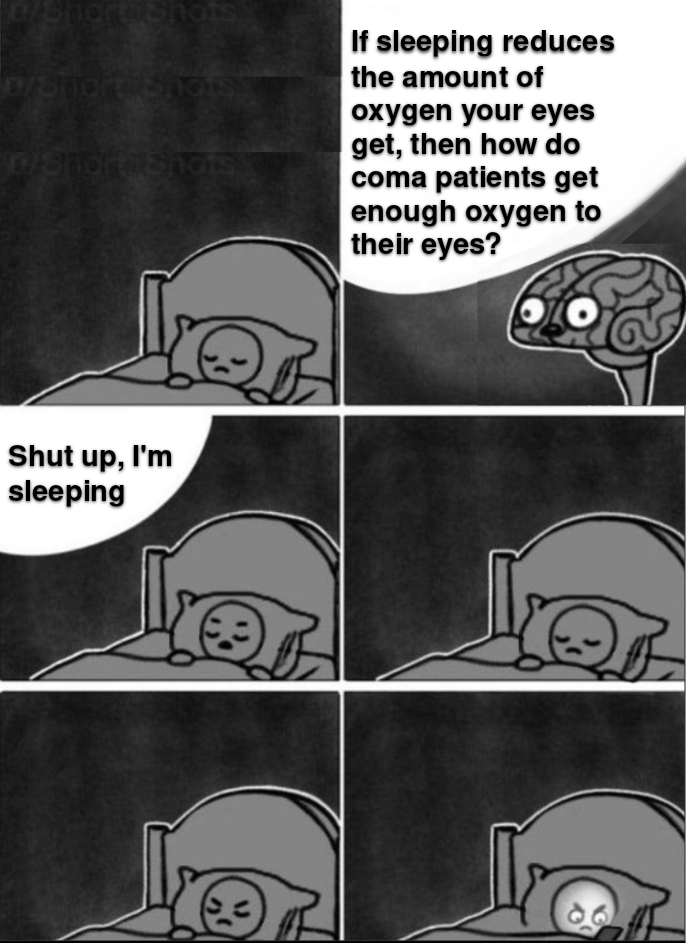 If sleeping reduces
the amount of
oxygen your eyes
get, then how do
coma patients get
enough oxygen to
their eyes?
Shut up, I'm
sleeping